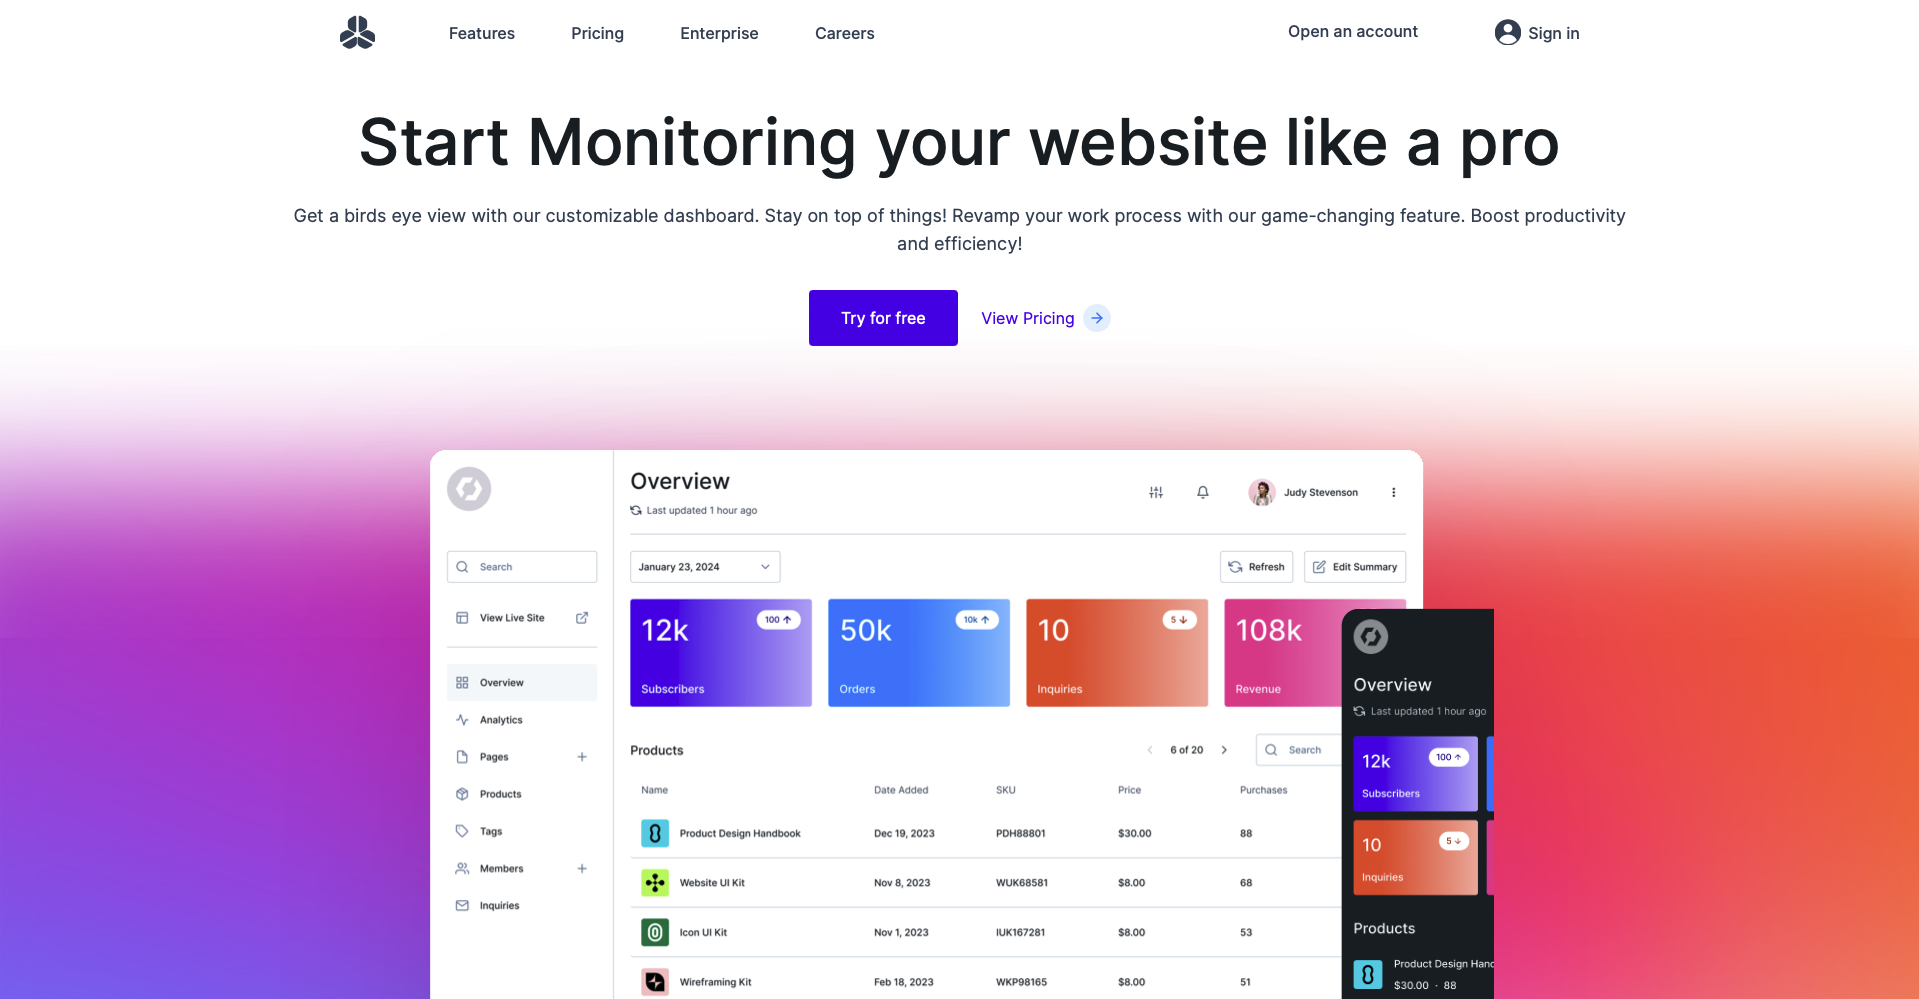 Features Pricing Enterprise Careers Open an account Sign in
Start Monitoring your website like a pro
Get a birds eye view with our customizable dashboard. Stay on top of things! Revamp your work process with our game-changing feature. Boost productivity
and efficiency!
Try for free View Pricing
Overview
Last updated 1 hour ago
Judy Stevenson
Search
View Live Site
Overview
Analytics
Pages
Products
Tags
Members
Inquiries
January 23, 2024
Refresh Edit Summary
12k 100
Subscribers
50k 10k
Orders
10 5
Inquiries
108k
Revenue
Products 6 of 20 Search
Name Date Added SKU Price Purchases
Product Design Handbook Dec 19, 2023 PDH88801 $30.00 88
Website UI Kit Nov 8, 2023 WUK68581 $8.00 68
Icon UI Kit Nov 1, 2023 IUK167281 $8.00 53
Wireframing Kit Feb 18, 2023 WKP98165 $8.00 51
Overview
Last updated 1 hour ago
12k 100
Subscribers
10 5
Inquiries
Products
Product Design Hand
$30.00 · 88